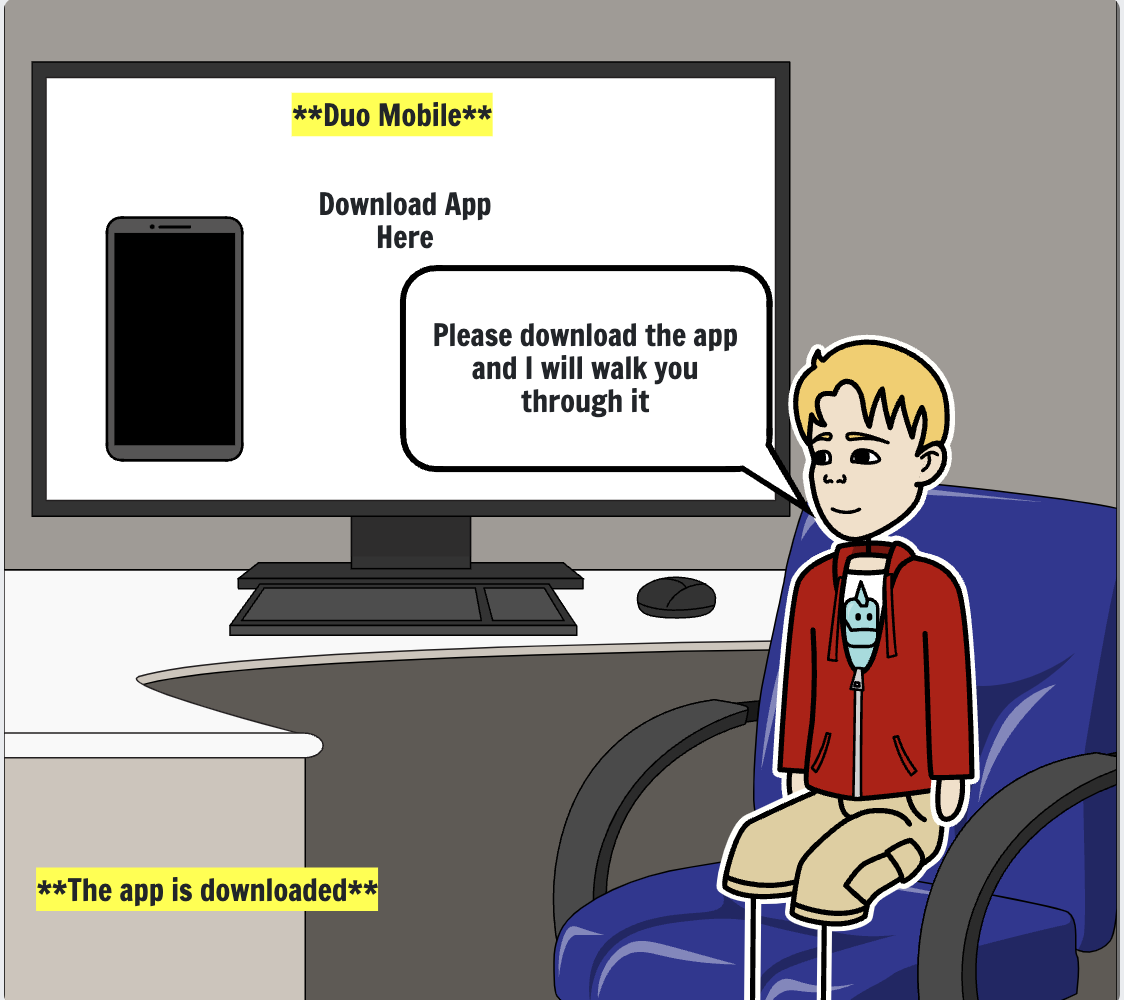 **Duo Mobile**
Download App
Here
Please download the app
and I will walk you
through it
**The app is downloaded**